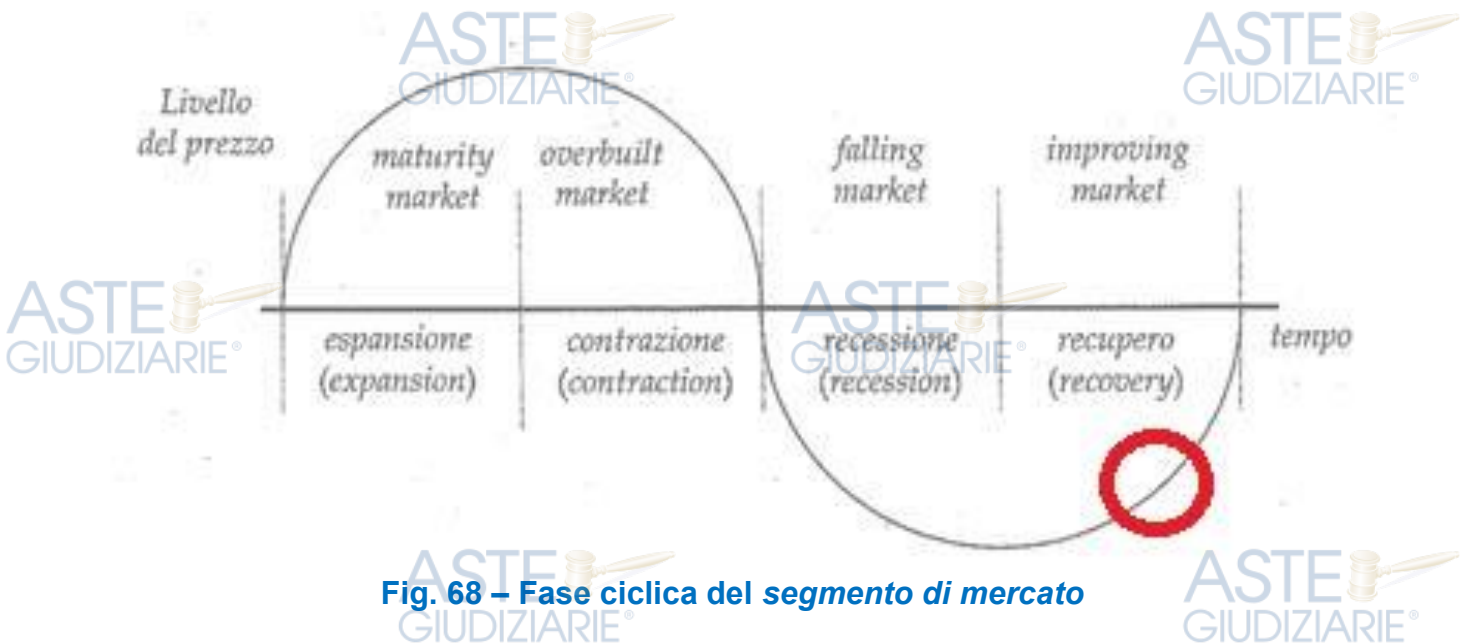 ASTE
GIUDIZIARIE®
ASTE
GIUDIZIARIE®
Livello
del prezzo
maturity
market
overbuilt
market
falling
market
improving
market
ASTE
GIUDIZIARIE®
ASTE
GIUDIZIARIE®
espansione
(expansion)
contrazione
(contraction)
recessione
(recession)
recupero
(recovery)
tempo
ASTE
GIUDIZIARIE®
ASTE
GIUDIZIARIE®
Fig. 68 – Fase ciclica del segmento di mercato